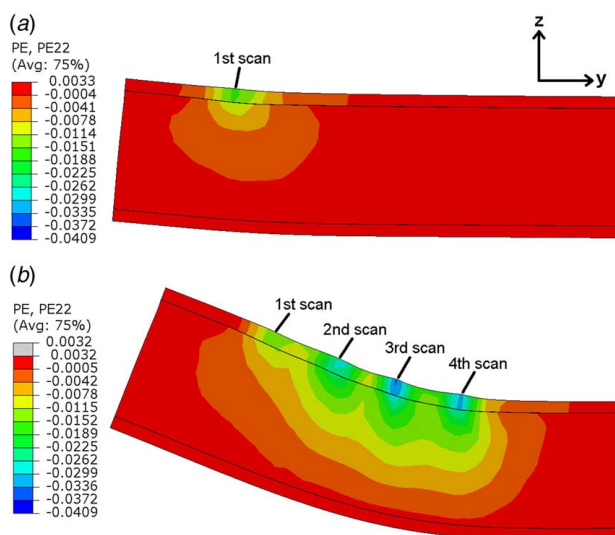 (a)
PE, PE22
(Avg: 75%)
0.0033
-0.0004
-0.0041
-0.0078
-0.0114
-0.0151
-0.0188
-0.0225
-0.0262
-0.0299
-0.0335
-0.0372
-0.0409
1st scan
z
y
(b)
PE, PE22
(Avg: 75%)
0.0032
0.0032
-0.0005
-0.0042
-0.0078
-0.0115
-0.0152
-0.0189
-0.0225
-0.0262
-0.0299
-0.0336
-0.0372
-0.0409
1st scan
2nd scan
3rd scan
4th scan